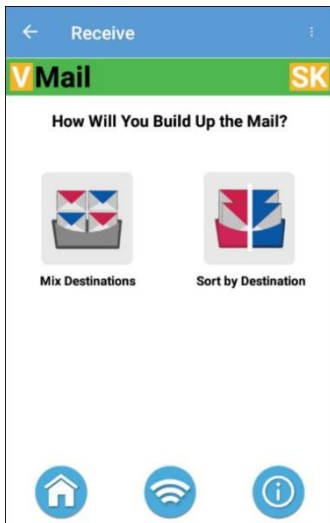 Receive
VMail SK
How Will You Build Up the Mail?
Mix Destinations Sort by Destination